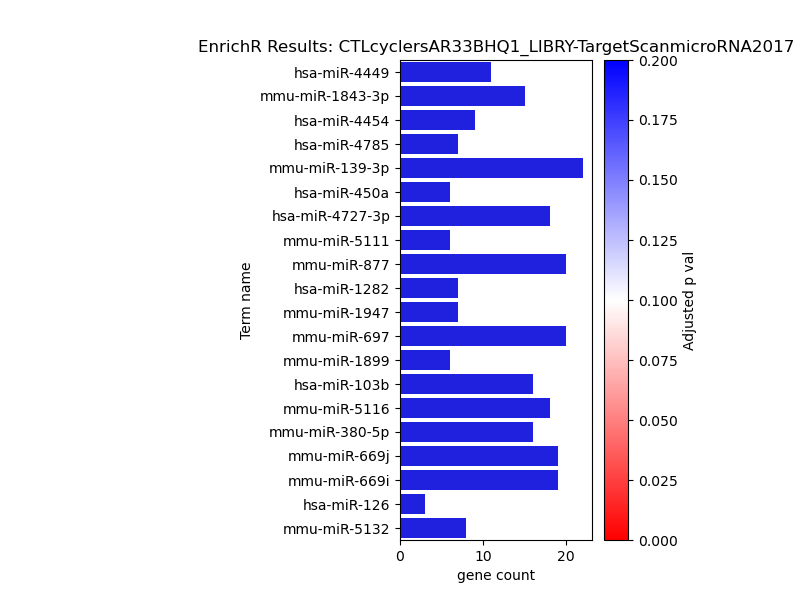 EnrichR Results: CTLcyclersAR33BHQ1_LIBRY-TargetScanmicroRNA2017
hsa-miR-4449
mmu-miR-1843-3p
hsa-miR-4454
hsa-miR-4785
mmu-miR-139-3p
hsa-miR-450a
hsa-miR-4727-3p
mmu-miR-5111
mmu-miR-877
hsa-miR-1282
mmu-miR-1947
mmu-miR-697
mmu-miR-1899
hsa-miR-103b
mmu-miR-5116
mmu-miR-380-5p
mmu-miR-669j
mmu-miR-669i
hsa-miR-126
mmu-miR-5132
Term name
0 10 20
gene count
0.200
0.175
0.150
0.125
0.100
0.075
0.050
0.025
0.000
Adjusted p val